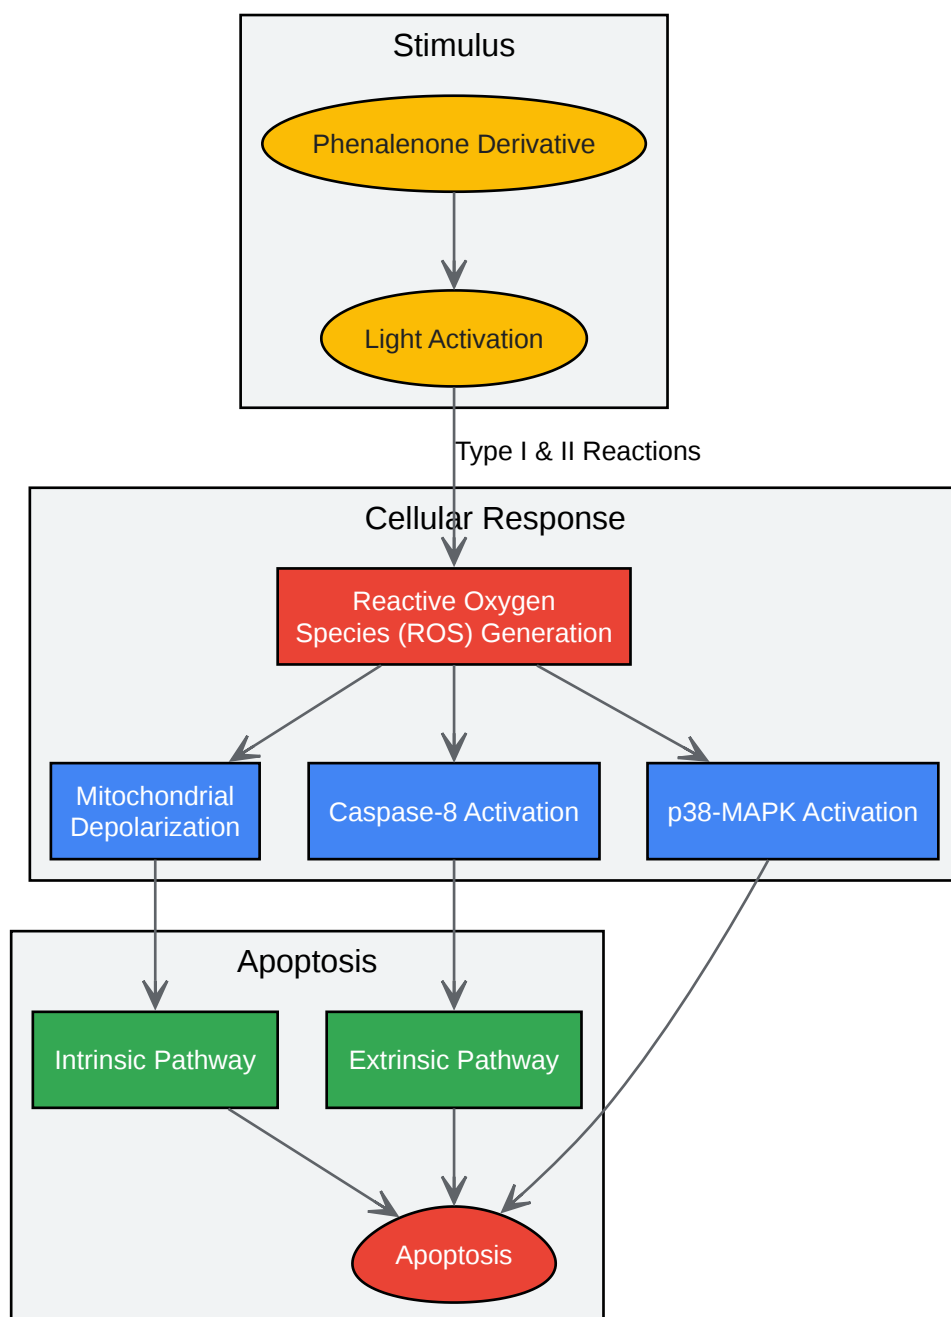 Stimulus
Phenalenone Derivative
Light Activation
Type I & II Reactions
Cellular Response
Reactive Oxygen
Species (ROS) Generation
Mitochondrial
Depolarization
Caspase-8 Activation
p38-MAPK Activation
Apoptosis
Intrinsic Pathway
Extrinsic Pathway
Apoptosis